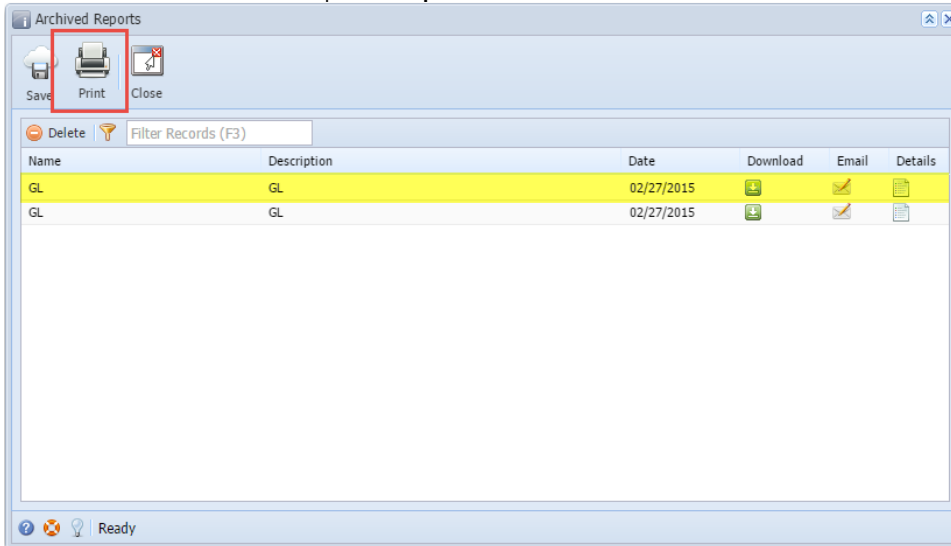 Archived Reports
Save Print Close
Delete Filter Records (F3)
Name Description Date Download Email Details
GL GL 02/27/2015
GL GL 02/27/2015
Ready